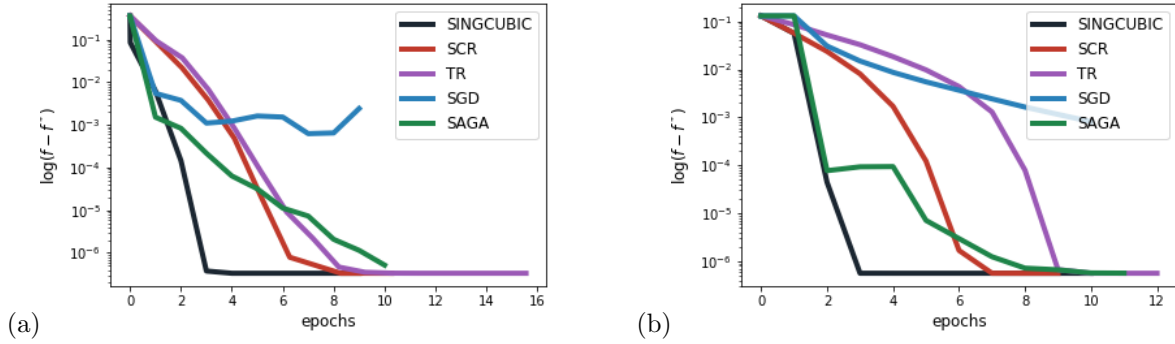 SINGCUBIC
SCR
TR
SGD
SAGA
log(f − f*)
10⁻¹
10⁻²
10⁻³
10⁻⁴
10⁻⁵
10⁻⁶
0 2 4 6 8 10 12 14 16
epochs
(a)
SINGCUBIC
SCR
TR
SGD
SAGA
log(f − f*)
10⁻¹
10⁻²
10⁻³
10⁻⁴
10⁻⁵
10⁻⁶
0 2 4 6 8 10 12
epochs
(b)